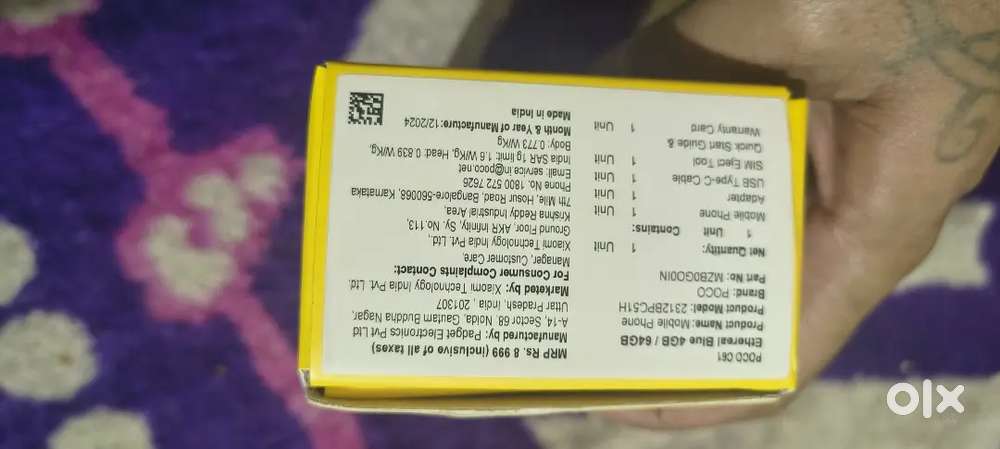 POCO C61
Ethereal Blue 4GB / 64GB
Product Name: Mobile Phone
Product Model: 2312BPC51H
Brand: POCO
Part No: MZB0GO0IN
Net Quantity: 1 Unit
1 Unit Contains:
Mobile Phone 1 Unit
Adapter 1 Unit
USB Type-C Cable 1 Unit
SIM Eject Tool 1 Unit
Quick Start Guide &
Warranty Card 1 Unit
MRP Rs. 8 999 (inclusive of all taxes)
Manufactured by: Padget Electronics Pvt Ltd
A-14, Sector 68, Noida, Gautam Buddha Nagar,
Uttar Pradesh, India, 201307
Marketed by: Xiaomi Technology India Pvt. Ltd.
For Consumer Complaints Contact:
Manager, Customer Care,
Xiaomi Technology India Pvt. Ltd.,
Ground Floor, AKR Infinity, Sy. No.113,
Krishna Reddy Industrial Area,
7th Mile, Hosur Road, Bangalore-560068, Karnataka
Phone No. 1800 572 7626
Email: service.in@poco.net
India SAR 1g limit: 1.6 W/Kg, Head: 0.839 W/Kg,
Body: 0.773 W/Kg
Month & Year of Manufacture: 12/2024
Made in India
olx